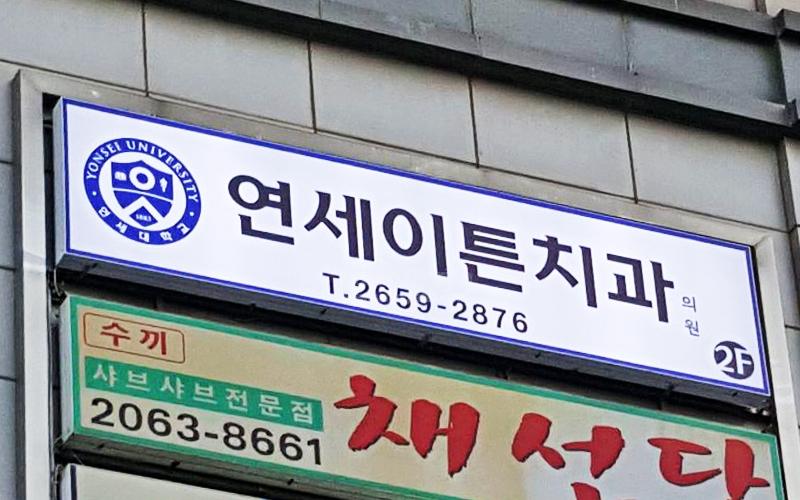 YONSEI UNIVERSITY
1885
연세대학교
연세이튼치과의원
T.2659-2876
2F
수끼
샤브샤브전문점
2063-8661
채선당